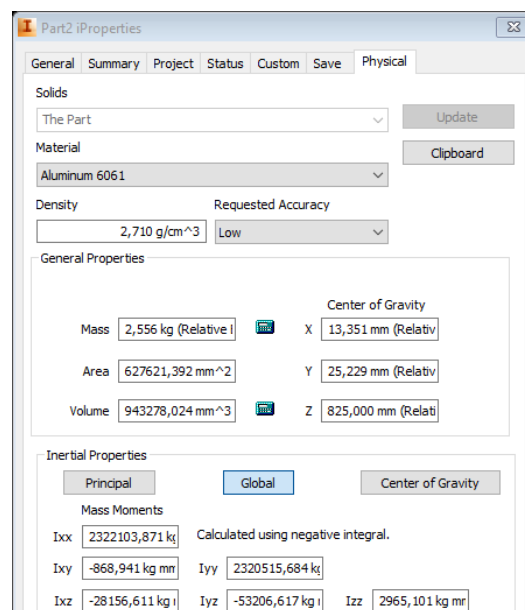 Part2 iProperties
General Summary Project Status Custom Save Physical
Solids
The Part Update
Material Clipboard
Aluminum 6061
Density Requested Accuracy
2,710 g/cm^3 Low
General Properties
Center of Gravity
Mass 2,556 kg (Relative X 13,351 mm (Relativ
Area 627621,392 mm^2 Y 25,229 mm (Relativ
Volume 943278,024 mm^3 Z 825,000 mm (Relati
Inertial Properties
Principal Global Center of Gravity
Mass Moments
Ixx 2322103,871 kg Calculated using negative integral.
Ixy -868,941 kg mm Iyy 2320515,684 kg
Ixz -28156,611 kg Iyz -53206,617 kg Izz 2965,101 kg mm